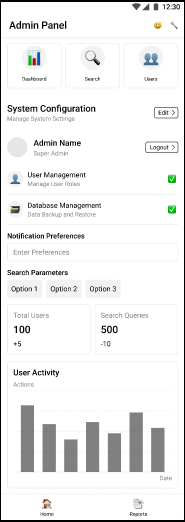 12:30
Admin Panel
Dashboard
Search
Users
System Configuration
Manage System Settings
Edit >
Admin Name
Super Admin
Logout >
User Management
Manage User Roles
Database Management
Data Backup and Restore
Notification Preferences
Enter Preferences
Search Parameters
Option 1
Option 2
Option 3
Total Users
100
+5
Search Queries
500
-10
User Activity
Actions
Date
Home
Reports